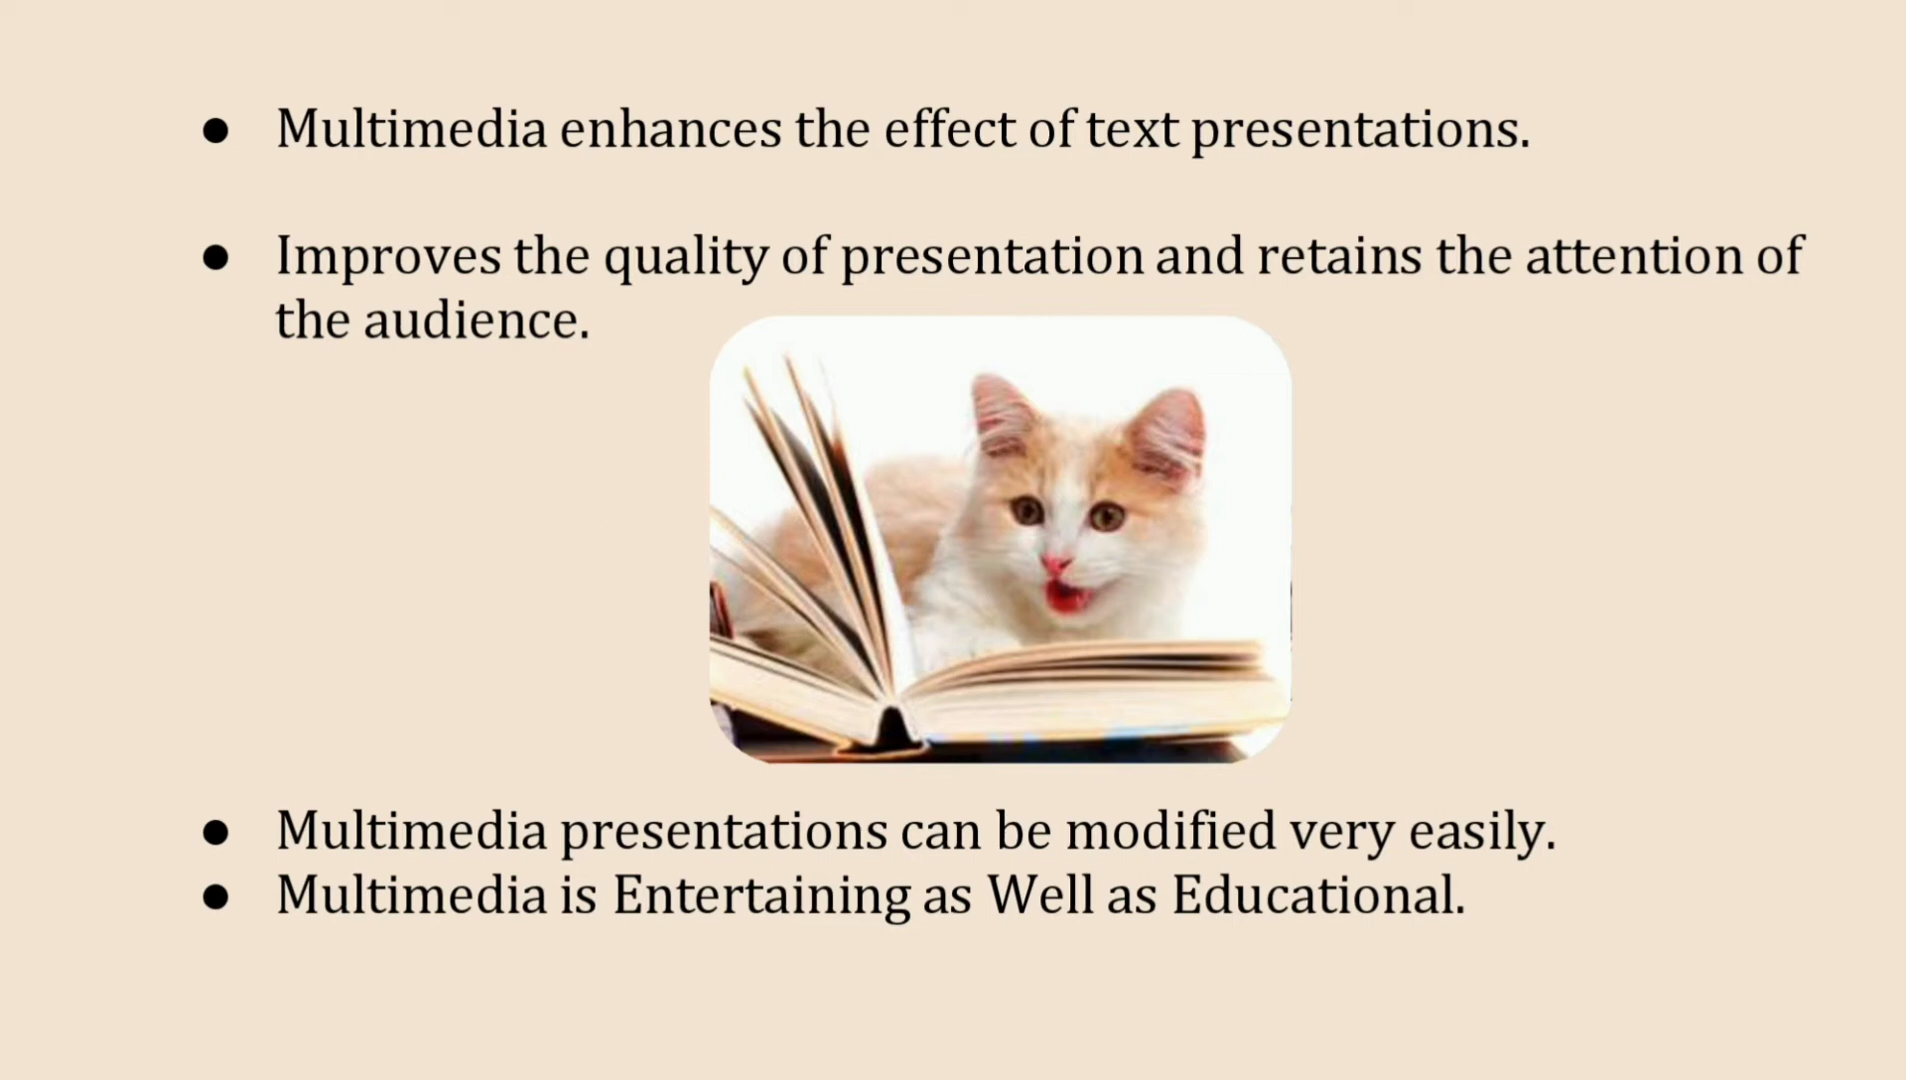 ● Multimedia enhances the effect of text presentations.
● Improves the quality of presentation and retains the attention of
the audience.
● Multimedia presentations can be modified very easily.
● Multimedia is Entertaining as Well as Educational.